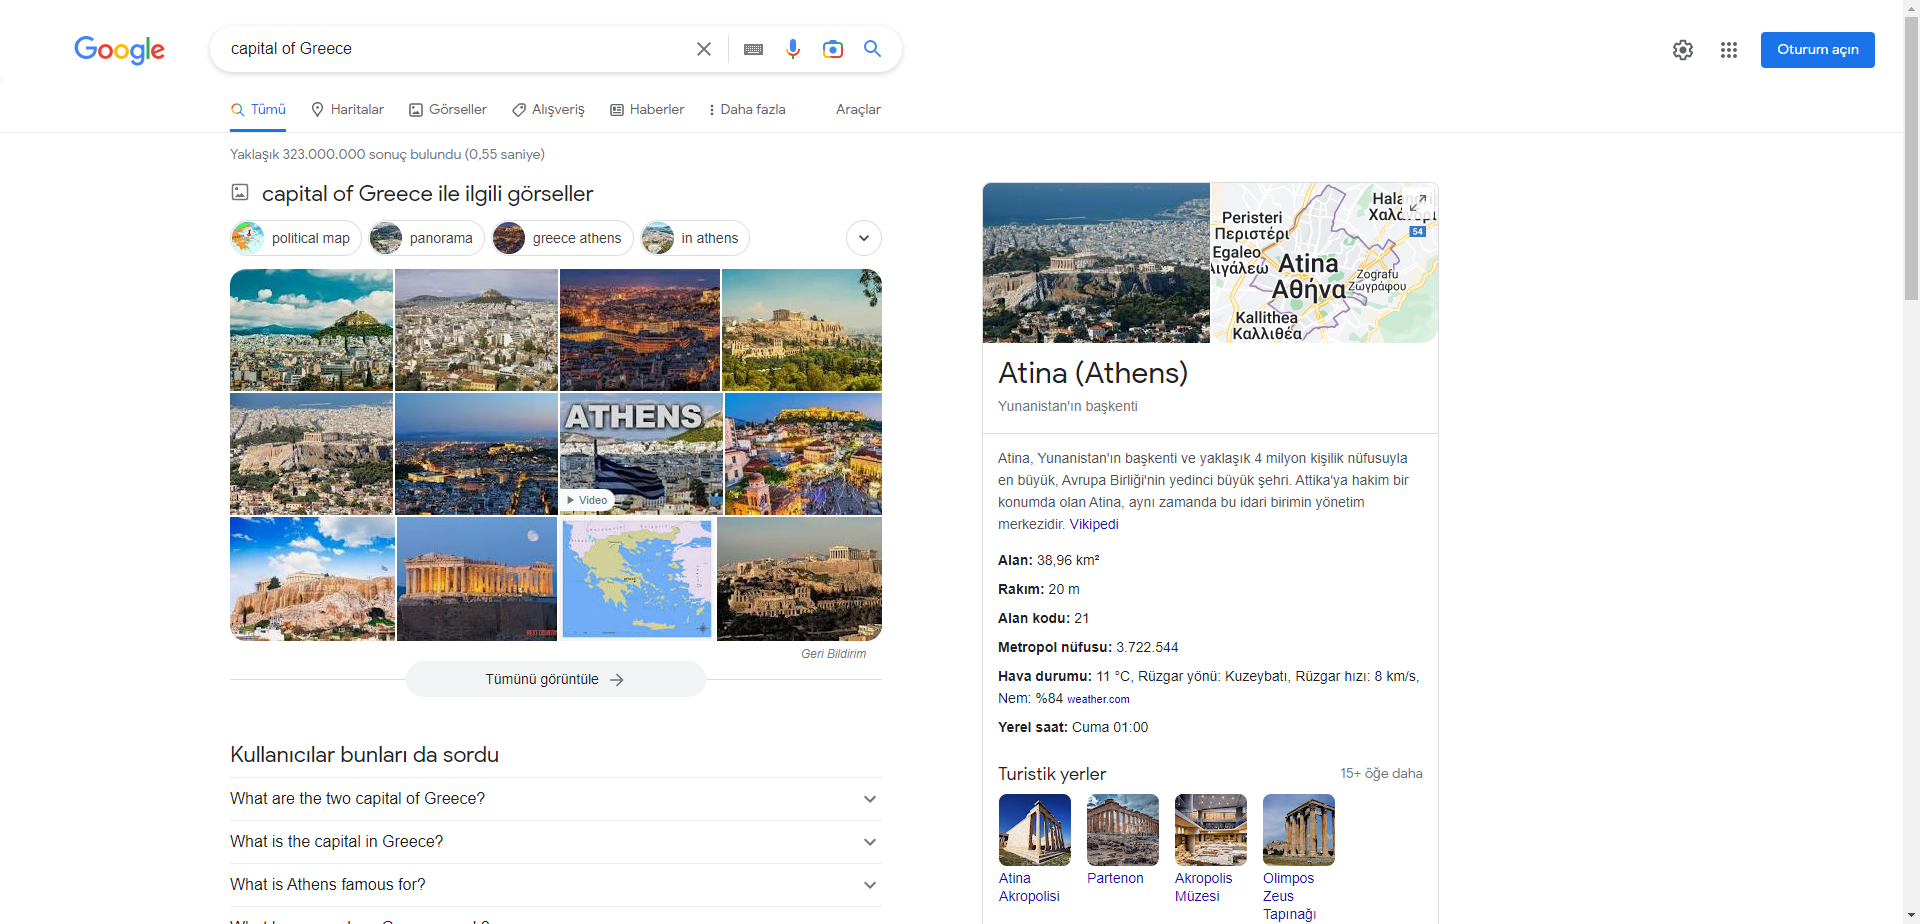 Google
capital of Greece
Oturum açın
Tümü
Haritalar
Görseller
Alışveriş
Haberler
Daha fazla
Araçlar
Yaklaşık 323.000.000 sonuç bulundu (0,55 saniye)
capital of Greece ile ilgili görseller
political map
panorama
greece athens
in athens
ATHENS
Video
Geri Bildirim
Tümünü görüntüle
Kullanıcılar bunları da sordu
What are the two capital of Greece?
What is the capital in Greece?
What is Athens famous for?
Peristeri
Περιστέρι
Egaleo
Atina
Αθήνα
Zografu
Ζωγράφου
Kallithea
Καλλιθέα
54
Atina (Athens)
Yunanistan'ın başkenti
Atina, Yunanistan'ın başkenti ve yaklaşık 4 milyon kişilik nüfusuyla
en büyük, Avrupa Birliği'nin yedinci büyük şehri. Attika'ya hakim bir
konumda olan Atina, aynı zamanda bu idari birimin yönetim
merkezidir. Vikipedi
Alan: 38,96 km²
Rakım: 20 m
Alan kodu: 21
Metropol nüfusu: 3.722.544
Hava durumu: 11 °C, Rüzgar yönü: Kuzeybatı, Rüzgar hızı: 8 km/s,
Nem: %84 weather.com
Yerel saat: Cuma 01:00
Turistik yerler
15+ öğe daha
Atina
Akropolisi
Partenon
Akropolis
Müzesi
Olimpos
Zeus
Tapınağı